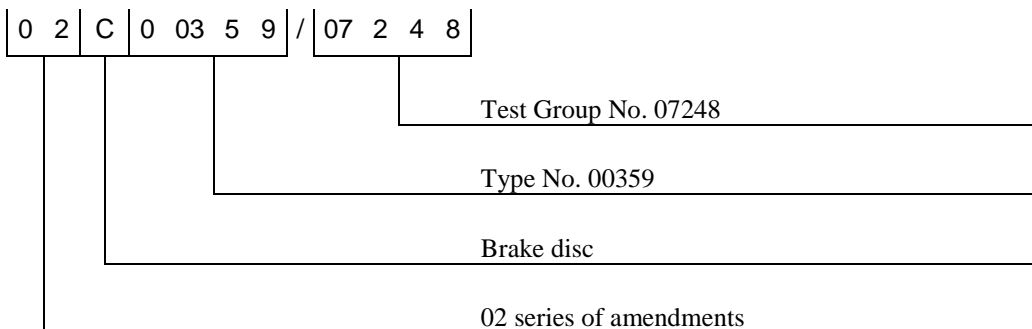 0 2 C 0 03 5 9 / 07 2 4 8
Test Group No. 07248
Type No. 00359
Brake disc
02 series of amendments